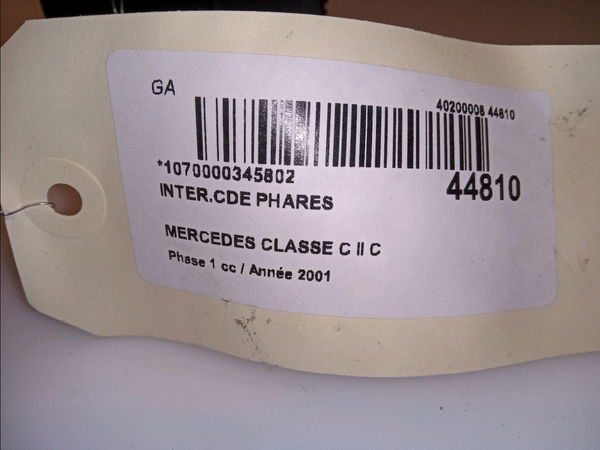 GA
40200008 44810
*1070000345802
44810
INTER.CDE PHARES
MERCEDES CLASSE C II C
Phase 1 cc / Année 2001